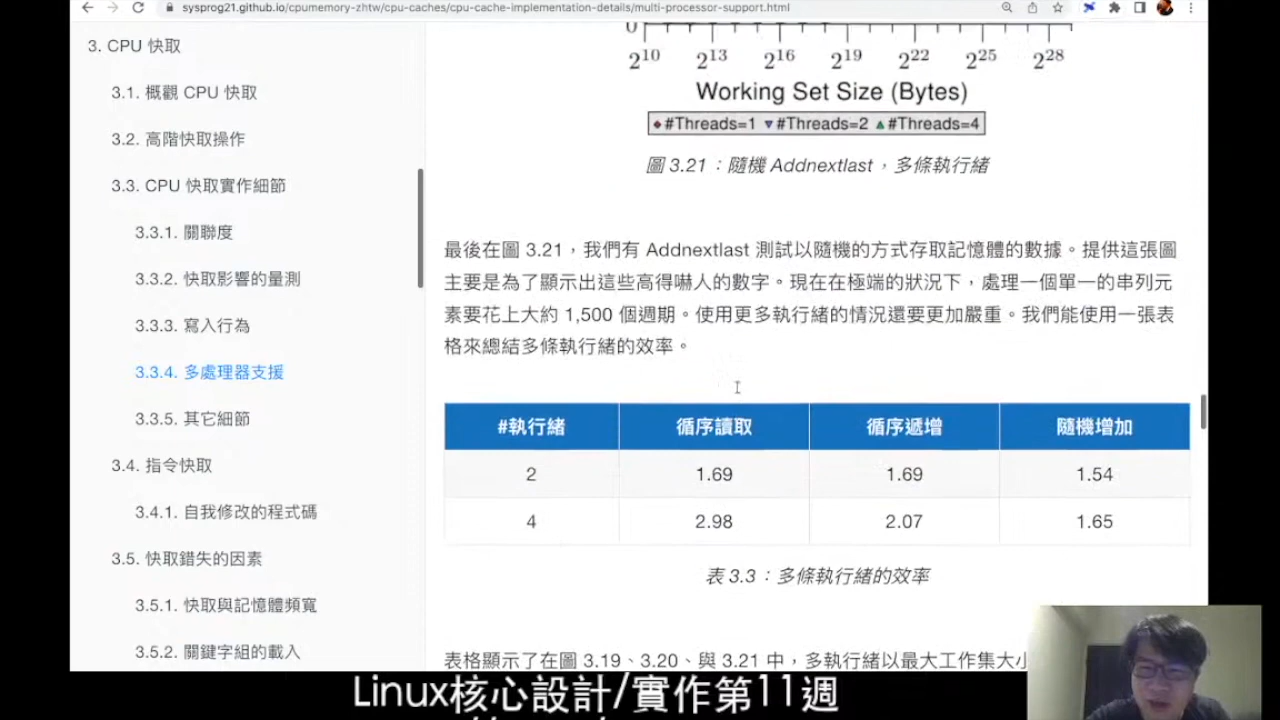 sysprog21.github.io/cpumemory-zhtw/cpu-caches/cpu-cache-implementation-details/multi-processor-support.html
3. CPU 快取
3.1. 概觀 CPU 快取
3.2. 高階快取操作
3.3. CPU 快取實作細節
3.3.1. 關聯度
3.3.2. 快取影響的量測
3.3.3. 寫入行為
3.3.4. 多處理器支援
3.3.5. 其它細節
3.4. 指令快取
3.4.1. 自我修改的程式碼
3.5. 快取錯失的因素
3.5.1. 快取與記憶體頻寬
3.5.2. 關鍵字組的載入
0
2^10 2^13 2^16 2^19 2^22 2^25 2^28
Working Set Size (Bytes)
#Threads=1 #Threads=2 #Threads=4
圖 3.21：隨機 Addnextlast，多條執行緒
最後在圖 3.21，我們有 Addnextlast 測試以隨機的方式存取記憶體的數據。提供這張圖
主要是為了顯示出這些高得嚇人的數字。現在在極端的狀況下，處理一個單一的串列元
素要花上大約 1,500 個週期。使用更多執行緒的情況還要更加嚴重。我們能使用一張表
格來總結多條執行緒的效率。
#執行緒 循序讀取 循序遞增 隨機增加
2 1.69 1.69 1.54
4 2.98 2.07 1.65
表 3.3：多條執行緒的效率
表格顯示了在圖 3.19、3.20、與 3.21 中，多執行緒以最大工作集大小
Linux核心設計/實作第11週